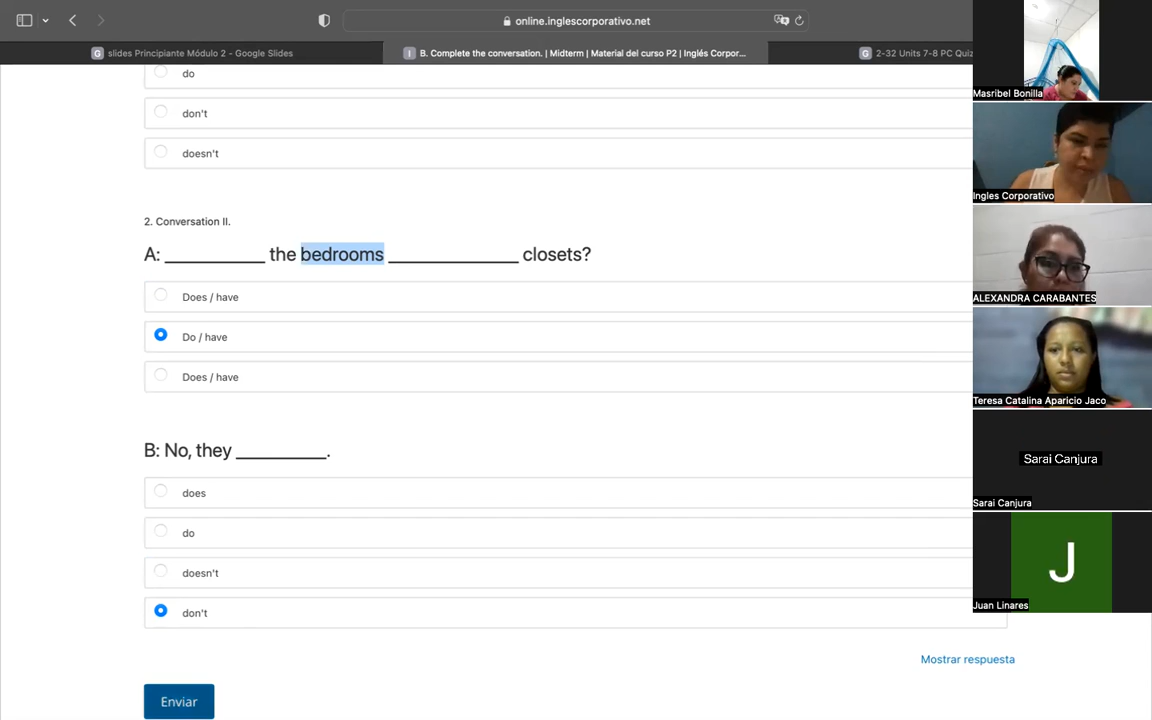 online.inglescorporativo.net
slides Principiante Módulo 2 - Google Slides
B. Complete the conversation. | Midterm | Material del curso P2 | Inglés Corpor...
2-32 Units 7-8 PC Quiz
do
don't
doesn't
2. Conversation II.
A: ___________ the bedrooms ______________ closets?
Does / have
Do / have
Does / have
B: No, they __________.
does
do
doesn't
don't
Mostrar respuesta
Enviar
Masribel Bonilla
Ingles Corporativo
ALEXANDRA CARABANTES
Teresa Catalina Aparicio Jaco
Sarai Canjura
Sarai Canjura
J
Juan Linares